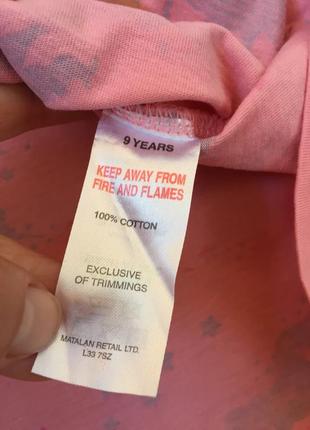 9 YEARS
KEEP AWAY FROM
FIRE AND FLAMES
100% COTTON
EXCLUSIVE
OF TRIMMINGS
MATALAN RETAIL LTD.
L33 7SZ